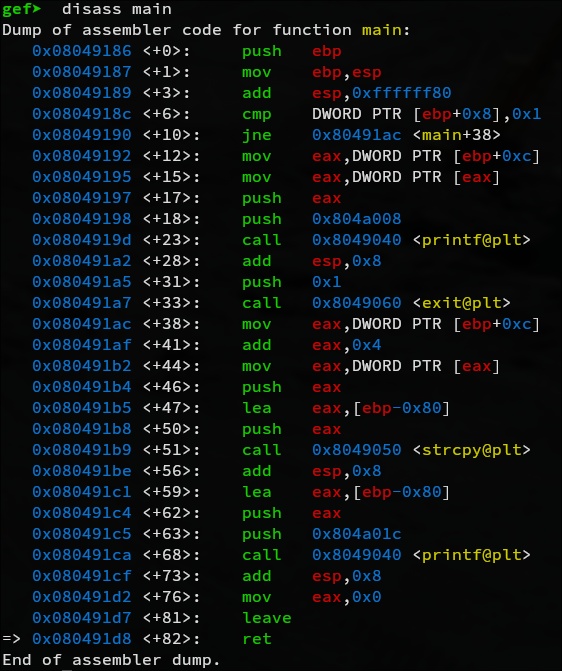 gef➤  disass main
Dump of assembler code for function main:
   0x08049186 <+0>:     push   ebp
   0x08049187 <+1>:     mov    ebp,esp
   0x08049189 <+3>:     add    esp,0xffffff80
   0x0804918c <+6>:     cmp    DWORD PTR [ebp+0x8],0x1
   0x08049190 <+10>:    jne    0x80491ac <main+38>
   0x08049192 <+12>:    mov    eax,DWORD PTR [ebp+0xc]
   0x08049195 <+15>:    mov    eax,DWORD PTR [eax]
   0x08049197 <+17>:    push   eax
   0x08049198 <+18>:    push   0x804a008
   0x0804919d <+23>:    call   0x8049040 <printf@plt>
   0x080491a2 <+28>:    add    esp,0x8
   0x080491a5 <+31>:    push   0x1
   0x080491a7 <+33>:    call   0x8049060 <exit@plt>
   0x080491ac <+38>:    mov    eax,DWORD PTR [ebp+0xc]
   0x080491af <+41>:    add    eax,0x4
   0x080491b2 <+44>:    mov    eax,DWORD PTR [eax]
   0x080491b4 <+46>:    push   eax
   0x080491b5 <+47>:    lea    eax,[ebp-0x80]
   0x080491b8 <+50>:    push   eax
   0x080491b9 <+51>:    call   0x8049050 <strcpy@plt>
   0x080491be <+56>:    add    esp,0x8
   0x080491c1 <+59>:    lea    eax,[ebp-0x80]
   0x080491c4 <+62>:    push   eax
   0x080491c5 <+63>:    push   0x804a01c
   0x080491ca <+68>:    call   0x8049040 <printf@plt>
   0x080491cf <+73>:    add    esp,0x8
   0x080491d2 <+76>:    mov    eax,0x0
   0x080491d7 <+81>:    leave
=> 0x080491d8 <+82>:    ret
End of assembler dump.